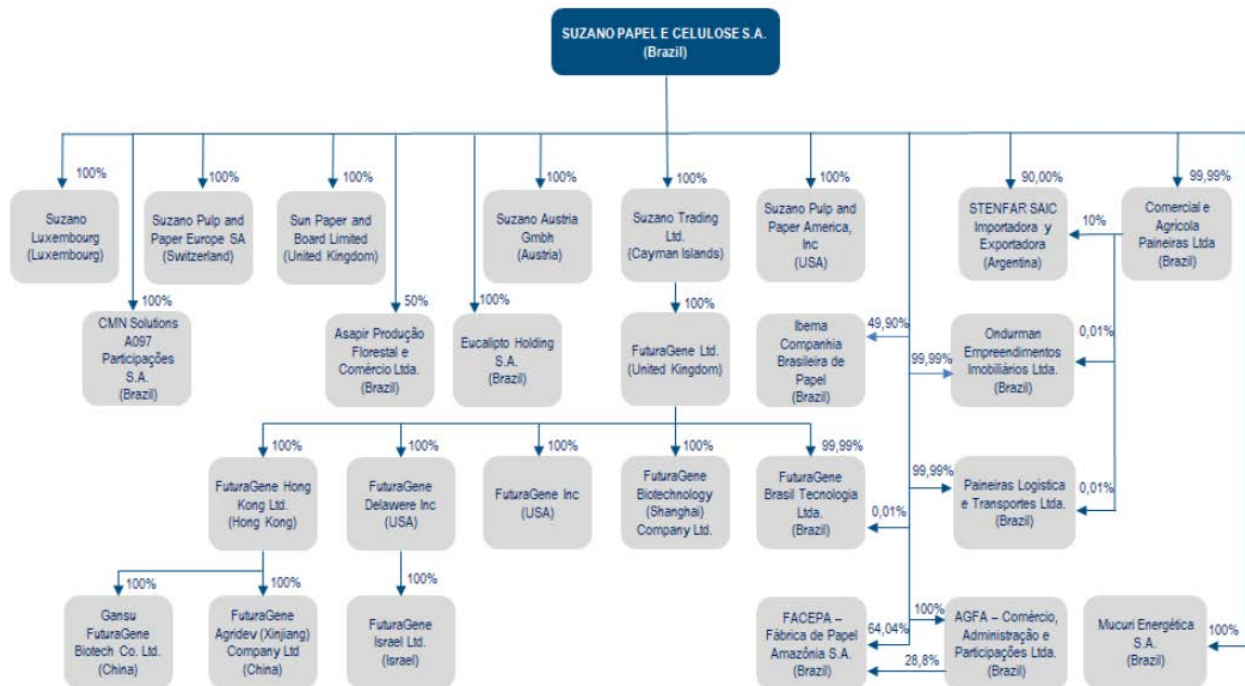 SUZANO PAPEL E CELULOSE S.A.
(Brazil)
100%
100%
100%
100%
100%
100%
90,00%
99,99%
Suzano
Luxembourg
(Luxembourg)
Suzano Pulp and
Paper Europe SA
(Switzerland)
Sun Paper and
Board Limited
(United Kingdom)
Suzano Austria
Gmbh
(Austria)
Suzano Trading
Ltd.
(Cayman Islands)
Suzano Pulp and
Paper America,
Inc
(USA)
STENFAR SAIC
Importadora y
Exportadora
(Argentina)
10%
Comercial e
Agrícola
Paineiras Ltda
(Brazil)
100%
50%
100%
100%
CMN Solutions
A097
Participações
S.A.
(Brazil)
Asapir Produção
Florestal e
Comércio Ltda.
(Brazil)
Eucalipto Holding
S.A.
(Brazil)
FuturaGene Ltd.
(United Kingdom)
Ibema
Companhia
Brasileira de
Papel
(Brazil)
49,90%
99,99%
Ondurman
Empreendimentos
Imobiliários Ltda.
(Brazil)
0,01%
100%
100%
100%
100%
99,99%
FuturaGene Hong
Kong Ltd.
(Hong Kong)
FuturaGene
Delawere Inc
(USA)
FuturaGene Inc
(USA)
FuturaGene
Biotechnology
(Shanghai)
Company Ltd.
FuturaGene
Brasil Tecnologia
Ltda.
(Brazil)
99,99%
0,01%
Paineiras Logística
e Transportes Ltda.
(Brazil)
0,01%
100%
100%
100%
Gansu
FuturaGene
Biotech Co. Ltd.
(China)
FuturaGene
Agridev (Xinjiang)
Company Ltd
(China)
FuturaGene
Israel Ltd.
(Israel)
FACEPA –
Fábrica de Papel
Amazônia S.A.
(Brazil)
100%
64,04%
28,8%
AGFA – Comércio,
Administração e
Participações Ltda.
(Brazil)
Mucuri Energética
S.A.
(Brazil)
100%